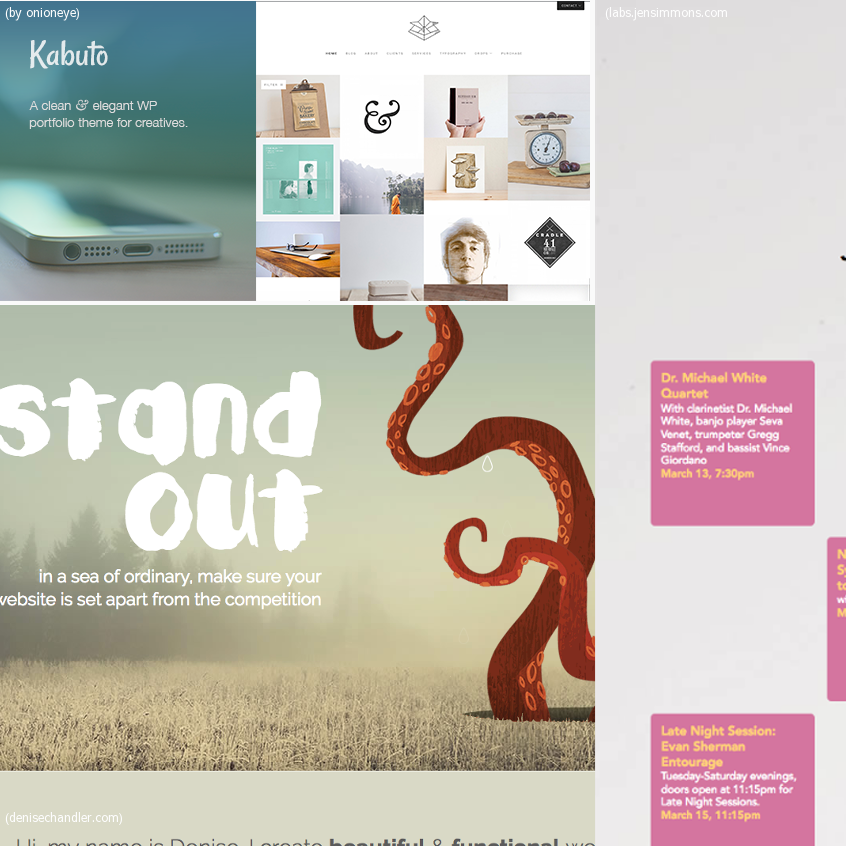 (by onioneye)
Kabuto
A clean & elegant WP
portfolio theme for creatives.
CONTACT
HOME BLOG ABOUT CLIENTS SERVICES TYPOGRAPHY DROPS PURCHASE
FILTER
&
CRADLE
41
stand
out
in a sea of ordinary, make sure your
website is set apart from the competition
(denisechandler.com)
Hi, my name is Denise. I create beautiful & functional we
(labs.jensimmons.com
Dr. Michael White
Quartet
With clarinetist Dr. Michael
White, banjo player Seva
Venet, trumpeter Gregg
Stafford, and bassist Vince
Giordano
March 13, 7:30pm
N
Sy
to
wi
M
Late Night Session:
Evan Sherman
Entourage
Tuesday-Saturday evenings,
doors open at 11:15pm for
Late Night Sessions.
March 15, 11:15pm